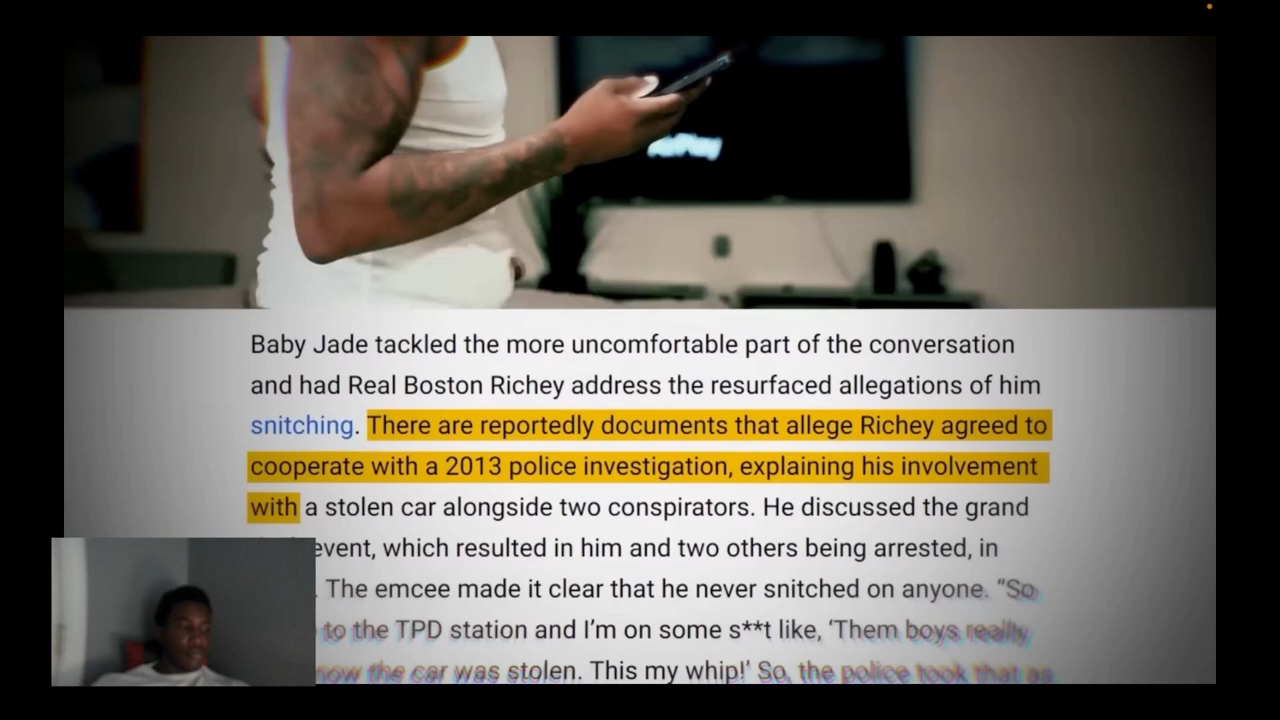 Baby Jade tackled the more uncomfortable part of the conversation
and had Real Boston Richey address the resurfaced allegations of him
snitching. There are reportedly documents that allege Richey agreed to
cooperate with a 2013 police investigation, explaining his involvement
with a stolen car alongside two conspirators. He discussed the grand
event, which resulted in him and two others being arrested, in
. The emcee made it clear that he never snitched on anyone. “So
to the TPD station and I’m on some s**t like, ‘Them boys really
the car was stolen. This my whip!’ So, the police took that as